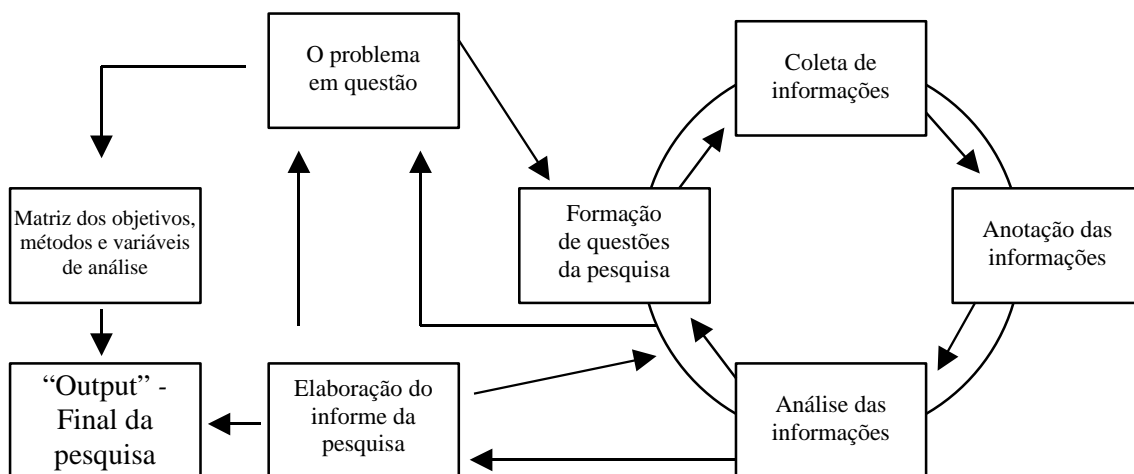 O problema
em questão
Coleta de
informações
Matriz dos objetivos,
métodos e variáveis
de análise
Formação
de questões
da pesquisa
Anotação das
informações
“Output” -
Final da
pesquisa
Elaboração do
informe da
pesquisa
Análise das
informações